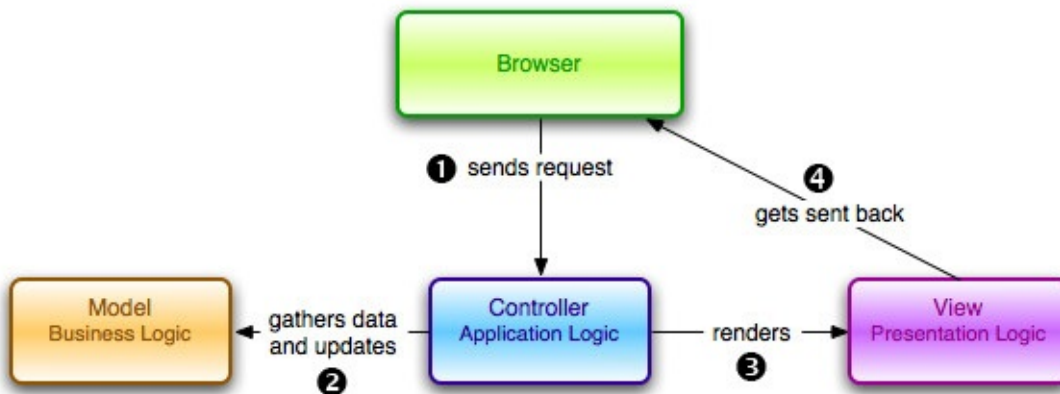 Browser
❶ sends request
❹
gets sent back
Model
Business Logic
gathers data
and updates
❷
Controller
Application Logic
renders
❸
View
Presentation Logic